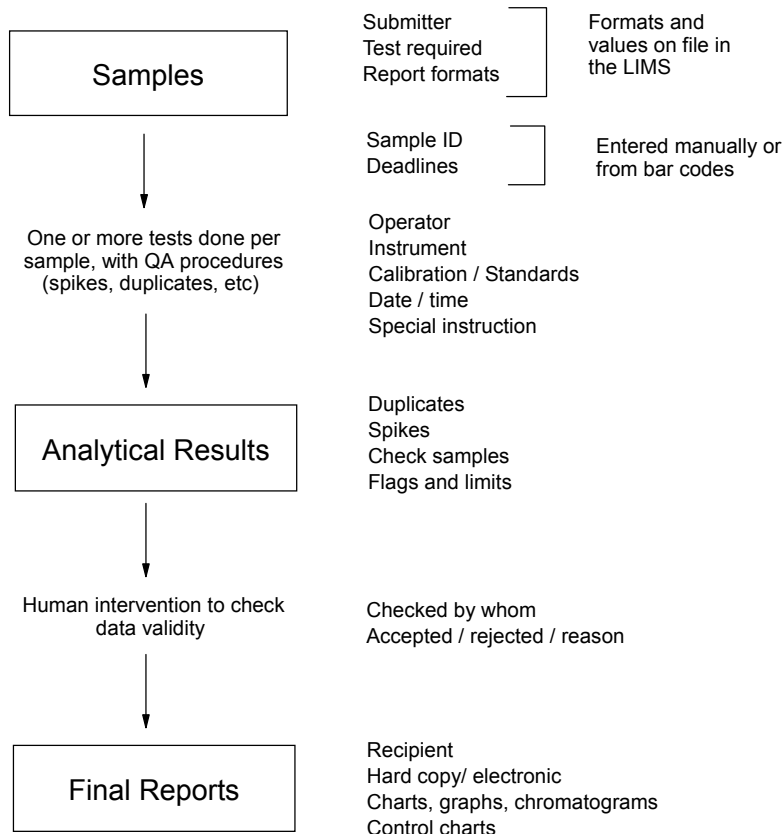 Samples
Submitter
Test required
Report formats
Formats and
values on file in
the LIMS
Sample ID
Deadlines
Entered manually or
from bar codes
One or more tests done per
sample, with QA procedures
(spikes, duplicates, etc)
Operator
Instrument
Calibration / Standards
Date / time
Special instruction
Analytical Results
Duplicates
Spikes
Check samples
Flags and limits
Human intervention to check
data validity
Checked by whom
Accepted / rejected / reason
Final Reports
Recipient
Hard copy/ electronic
Charts, graphs, chromatograms
Control charts